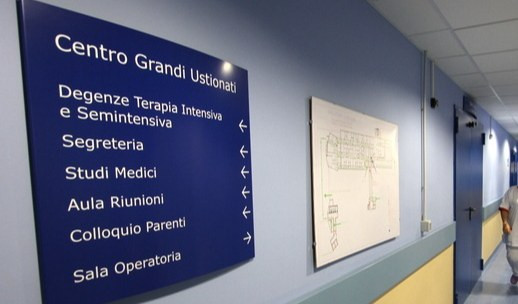 Centro Grandi Ustionati
Degenze Terapia Intensiva
e Semintensiva
Segreteria
Studi Medici
Aula Riunioni
Colloquio Parenti
Sala Operatoria